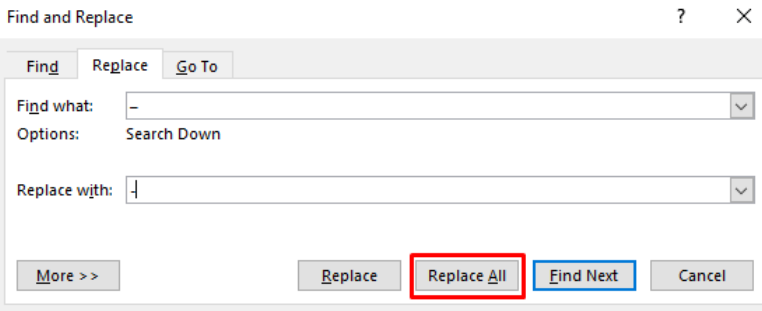 Find and Replace ? ×
Find Replace Go To
Find what: –
Options: Search Down
Replace with: -
More >> Replace Replace All Find Next Cancel